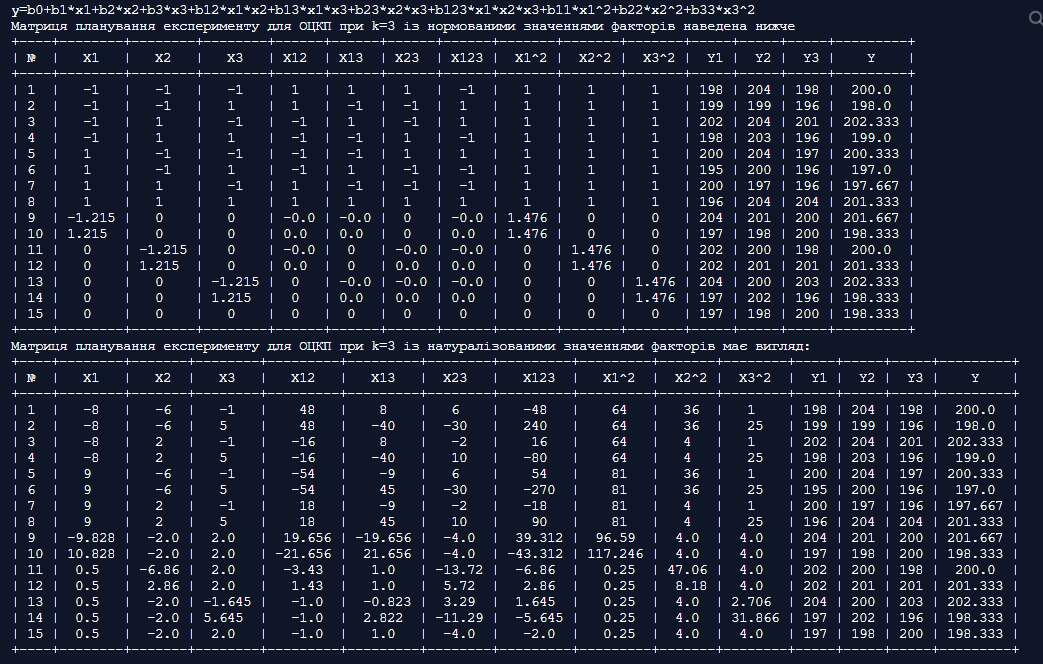 y=b0+b1*x1+b2*x2+b3*x3+b12*x1*x2+b13*x1*x3+b23*x2*x3+b123*x1*x2*x3+b11*x1^2+b22*x2^2+b33*x3^2
Матриця планування експерименту для ОЦКП при k=3 із нормованими значеннями факторів наведена нижче
| № | X1 | X2 | X3 | X12 | X13 | X23 | X123 | X1^2 | X2^2 | X3^2 | Y1 | Y2 | Y3 | Y |
| 1 | -1 | -1 | -1 | 1 | 1 | 1 | -1 | 1 | 1 | 1 | 198 | 204 | 198 | 200.0 |
| 2 | -1 | -1 | 1 | 1 | -1 | -1 | 1 | 1 | 1 | 1 | 199 | 199 | 196 | 198.0 |
| 3 | -1 | 1 | -1 | -1 | 1 | -1 | 1 | 1 | 1 | 1 | 202 | 204 | 201 | 202.333 |
| 4 | -1 | 1 | 1 | -1 | -1 | 1 | -1 | 1 | 1 | 1 | 198 | 203 | 196 | 199.0 |
| 5 | 1 | -1 | -1 | -1 | -1 | 1 | 1 | 1 | 1 | 1 | 200 | 204 | 197 | 200.333 |
| 6 | 1 | -1 | 1 | -1 | 1 | -1 | -1 | 1 | 1 | 1 | 195 | 200 | 196 | 197.0 |
| 7 | 1 | 1 | -1 | 1 | -1 | -1 | -1 | 1 | 1 | 1 | 200 | 197 | 196 | 197.667 |
| 8 | 1 | 1 | 1 | 1 | 1 | 1 | 1 | 1 | 1 | 1 | 196 | 204 | 204 | 201.333 |
| 9 | -1.215 | 0 | 0 | -0.0 | -0.0 | 0 | -0.0 | 1.476 | 0 | 0 | 204 | 201 | 200 | 201.667 |
| 10 | 1.215 | 0 | 0 | 0.0 | 0.0 | 0 | 0.0 | 1.476 | 0 | 0 | 197 | 198 | 200 | 198.333 |
| 11 | 0 | -1.215 | 0 | -0.0 | 0 | -0.0 | -0.0 | 0 | 1.476 | 0 | 202 | 200 | 198 | 200.0 |
| 12 | 0 | 1.215 | 0 | 0.0 | 0 | 0.0 | 0.0 | 0 | 1.476 | 0 | 202 | 201 | 201 | 201.333 |
| 13 | 0 | 0 | -1.215 | 0 | -0.0 | -0.0 | -0.0 | 0 | 0 | 1.476 | 204 | 200 | 203 | 202.333 |
| 14 | 0 | 0 | 1.215 | 0 | 0.0 | 0.0 | 0.0 | 0 | 0 | 1.476 | 197 | 202 | 196 | 198.333 |
| 15 | 0 | 0 | 0 | 0 | 0 | 0 | 0 | 0 | 0 | 0 | 197 | 198 | 200 | 198.333 |
Матриця планування експерименту для ОЦКП при k=3 із натуралізованими значеннями факторів має вигляд:
| № | X1 | X2 | X3 | X12 | X13 | X23 | X123 | X1^2 | X2^2 | X3^2 | Y1 | Y2 | Y3 | Y |
| 1 | -8 | -6 | -1 | 48 | 8 | 6 | -48 | 64 | 36 | 1 | 198 | 204 | 198 | 200.0 |
| 2 | -8 | -6 | 5 | 48 | -40 | -30 | 240 | 64 | 36 | 25 | 199 | 199 | 196 | 198.0 |
| 3 | -8 | 2 | -1 | -16 | 8 | -2 | 16 | 64 | 4 | 1 | 202 | 204 | 201 | 202.333 |
| 4 | -8 | 2 | 5 | -16 | -40 | 10 | -80 | 64 | 4 | 25 | 198 | 203 | 196 | 199.0 |
| 5 | 9 | -6 | -1 | -54 | -9 | 6 | 54 | 81 | 36 | 1 | 200 | 204 | 197 | 200.333 |
| 6 | 9 | -6 | 5 | -54 | 45 | -30 | -270 | 81 | 36 | 25 | 195 | 200 | 196 | 197.0 |
| 7 | 9 | 2 | -1 | 18 | -9 | -2 | -18 | 81 | 4 | 1 | 200 | 197 | 196 | 197.667 |
| 8 | 9 | 2 | 5 | 18 | 45 | 10 | 90 | 81 | 4 | 25 | 196 | 204 | 204 | 201.333 |
| 9 | -9.828 | -2.0 | 2.0 | 19.656 | -19.656 | -4.0 | 39.312 | 96.59 | 4.0 | 4.0 | 204 | 201 | 200 | 201.667 |
| 10 | 10.828 | -2.0 | 2.0 | -21.656 | 21.656 | -4.0 | -43.312 | 117.246 | 4.0 | 4.0 | 197 | 198 | 200 | 198.333 |
| 11 | 0.5 | -6.86 | 2.0 | -3.43 | 1.0 | -13.72 | -6.86 | 0.25 | 47.06 | 4.0 | 202 | 200 | 198 | 200.0 |
| 12 | 0.5 | 2.86 | 2.0 | 1.43 | 1.0 | 5.72 | 2.86 | 0.25 | 8.18 | 4.0 | 202 | 201 | 201 | 201.333 |
| 13 | 0.5 | -2.0 | -1.645 | -1.0 | -0.823 | 3.29 | 1.645 | 0.25 | 4.0 | 2.706 | 204 | 200 | 203 | 202.333 |
| 14 | 0.5 | -2.0 | 5.645 | -1.0 | 2.822 | -11.29 | -5.645 | 0.25 | 4.0 | 31.866 | 197 | 202 | 196 | 198.333 |
| 15 | 0.5 | -2.0 | 2.0 | -1.0 | 1.0 | -4.0 | -2.0 | 0.25 | 4.0 | 4.0 | 197 | 198 | 200 | 198.333 |